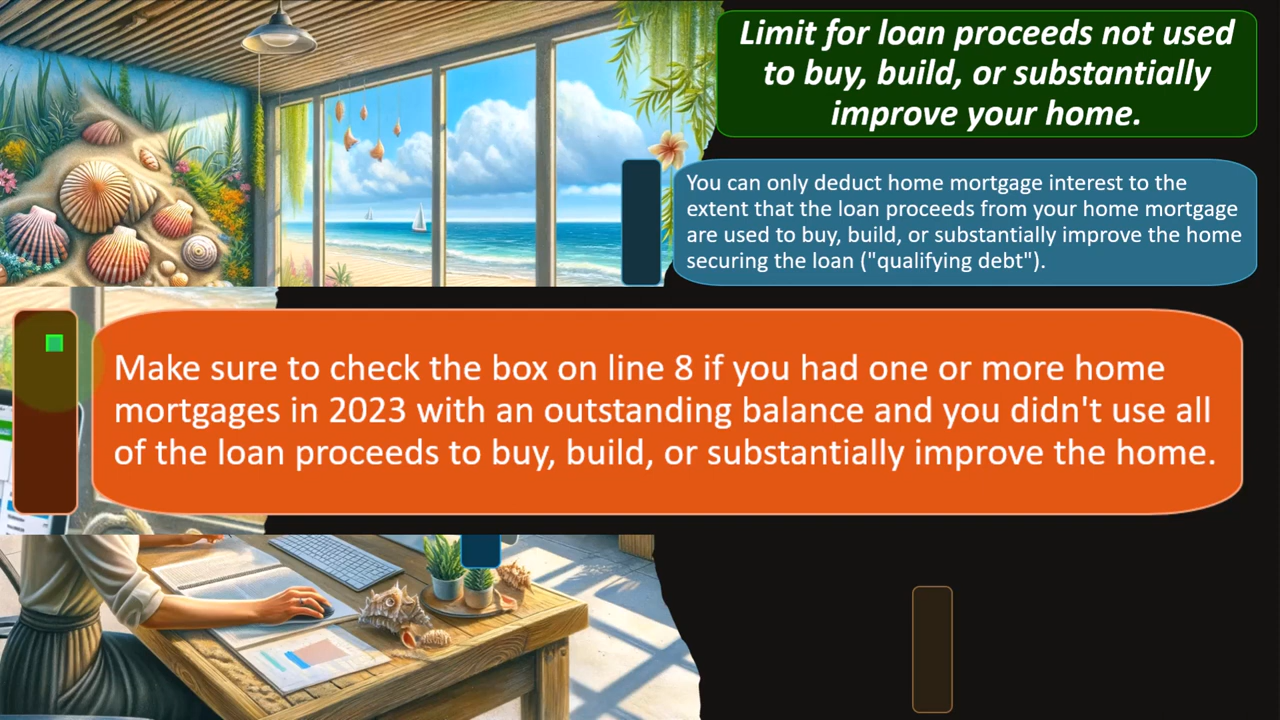 Limit for loan proceeds not used
to buy, build, or substantially
improve your home.
You can only deduct home mortgage interest to the
extent that the loan proceeds from your home mortgage
are used to buy, build, or substantially improve the home
securing the loan ("qualifying debt").
Make sure to check the box on line 8 if you had one or more home
mortgages in 2023 with an outstanding balance and you didn't use all
of the loan proceeds to buy, build, or substantially improve the home.